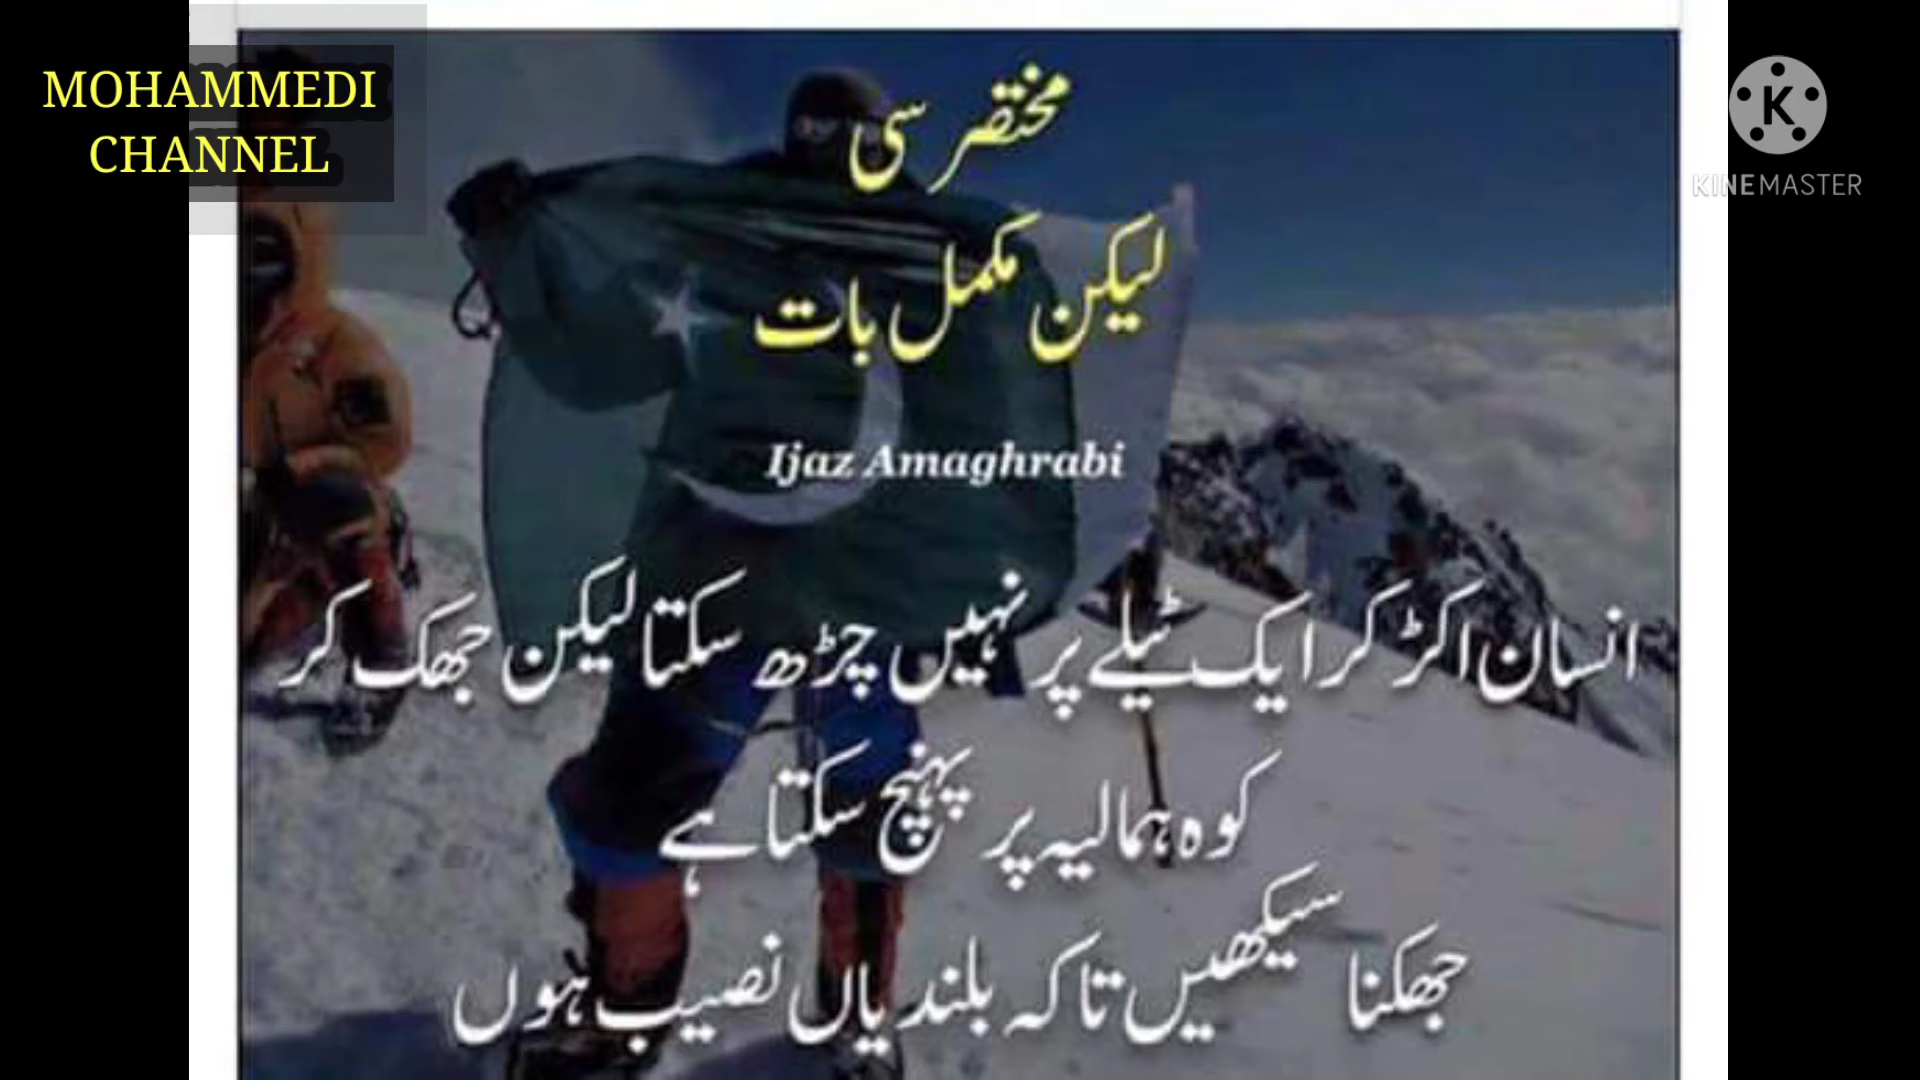 MOHAMMEDI
CHANNEL
K
KINEMASTER
مختصر سی
لیکن مکمل بات
Ijaz Amaghrabi
انسان اکڑ کر ایک ٹیلے پر نہیں چڑھ سکتا لیکن جھک کر
کوہ ہمالیہ پر پہنچ سکتا ہے
جھکنا سیکھیں تاکہ بلندیاں نصیب ہوں